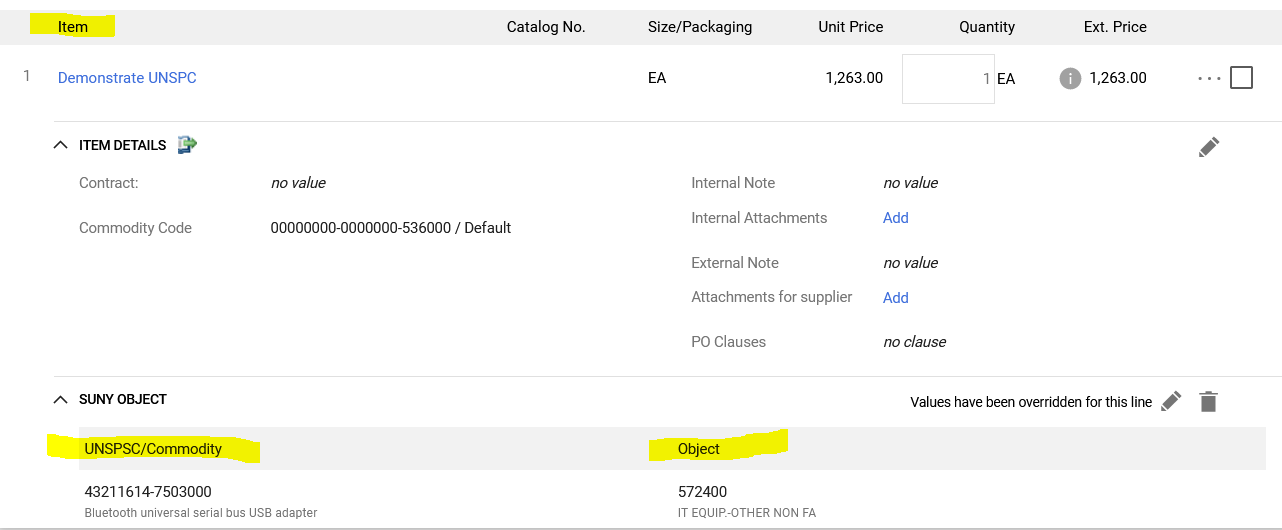 Item Catalog No. Size/Packaging Unit Price Quantity Ext. Price
1 Demonstrate UNSPC EA 1,263.00 1 EA i 1,263.00 ...
ITEM DETAILS
Contract: no value Internal Note no value
Internal Attachments Add
Commodity Code 00000000-0000000-536000 / Default
External Note no value
Attachments for supplier Add
PO Clauses no clause
SUNY OBJECT Values have been overridden for this line
UNSPSC/Commodity Object
43211614-7503000 572400
Bluetooth universal serial bus USB adapter IT EQUIP.-OTHER NON FA